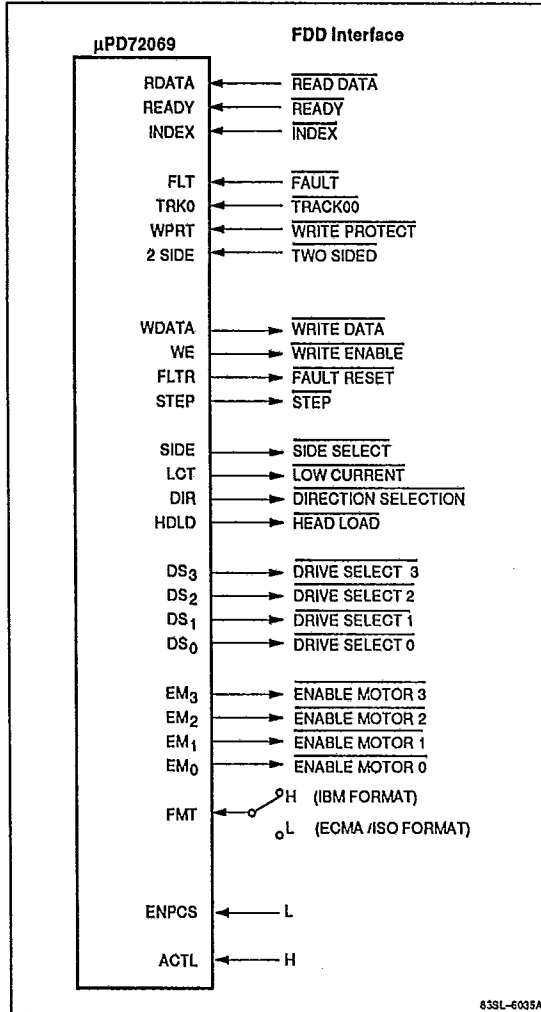 µPD72069 FDD Interface
RDATA READ DATA
READY READY
INDEX INDEX
FLT FAULT
TRK0 TRACK00
WPRT WRITE PROTECT
2 SIDE TWO SIDED
WDATA WRITE DATA
WE WRITE ENABLE
FLTR FAULT RESET
STEP STEP
SIDE SIDE SELECT
LCT LOW CURRENT
DIR DIRECTION SELECTION
HDLD HEAD LOAD
DS3 DRIVE SELECT 3
DS2 DRIVE SELECT 2
DS1 DRIVE SELECT 1
DS0 DRIVE SELECT 0
EM3 ENABLE MOTOR 3
EM2 ENABLE MOTOR 2
EM1 ENABLE MOTOR 1
EM0 ENABLE MOTOR 0
H (IBM FORMAT)
FMT
L (ECMA /ISO FORMAT)
ENPCS L
ACTL H
83SL-6035A